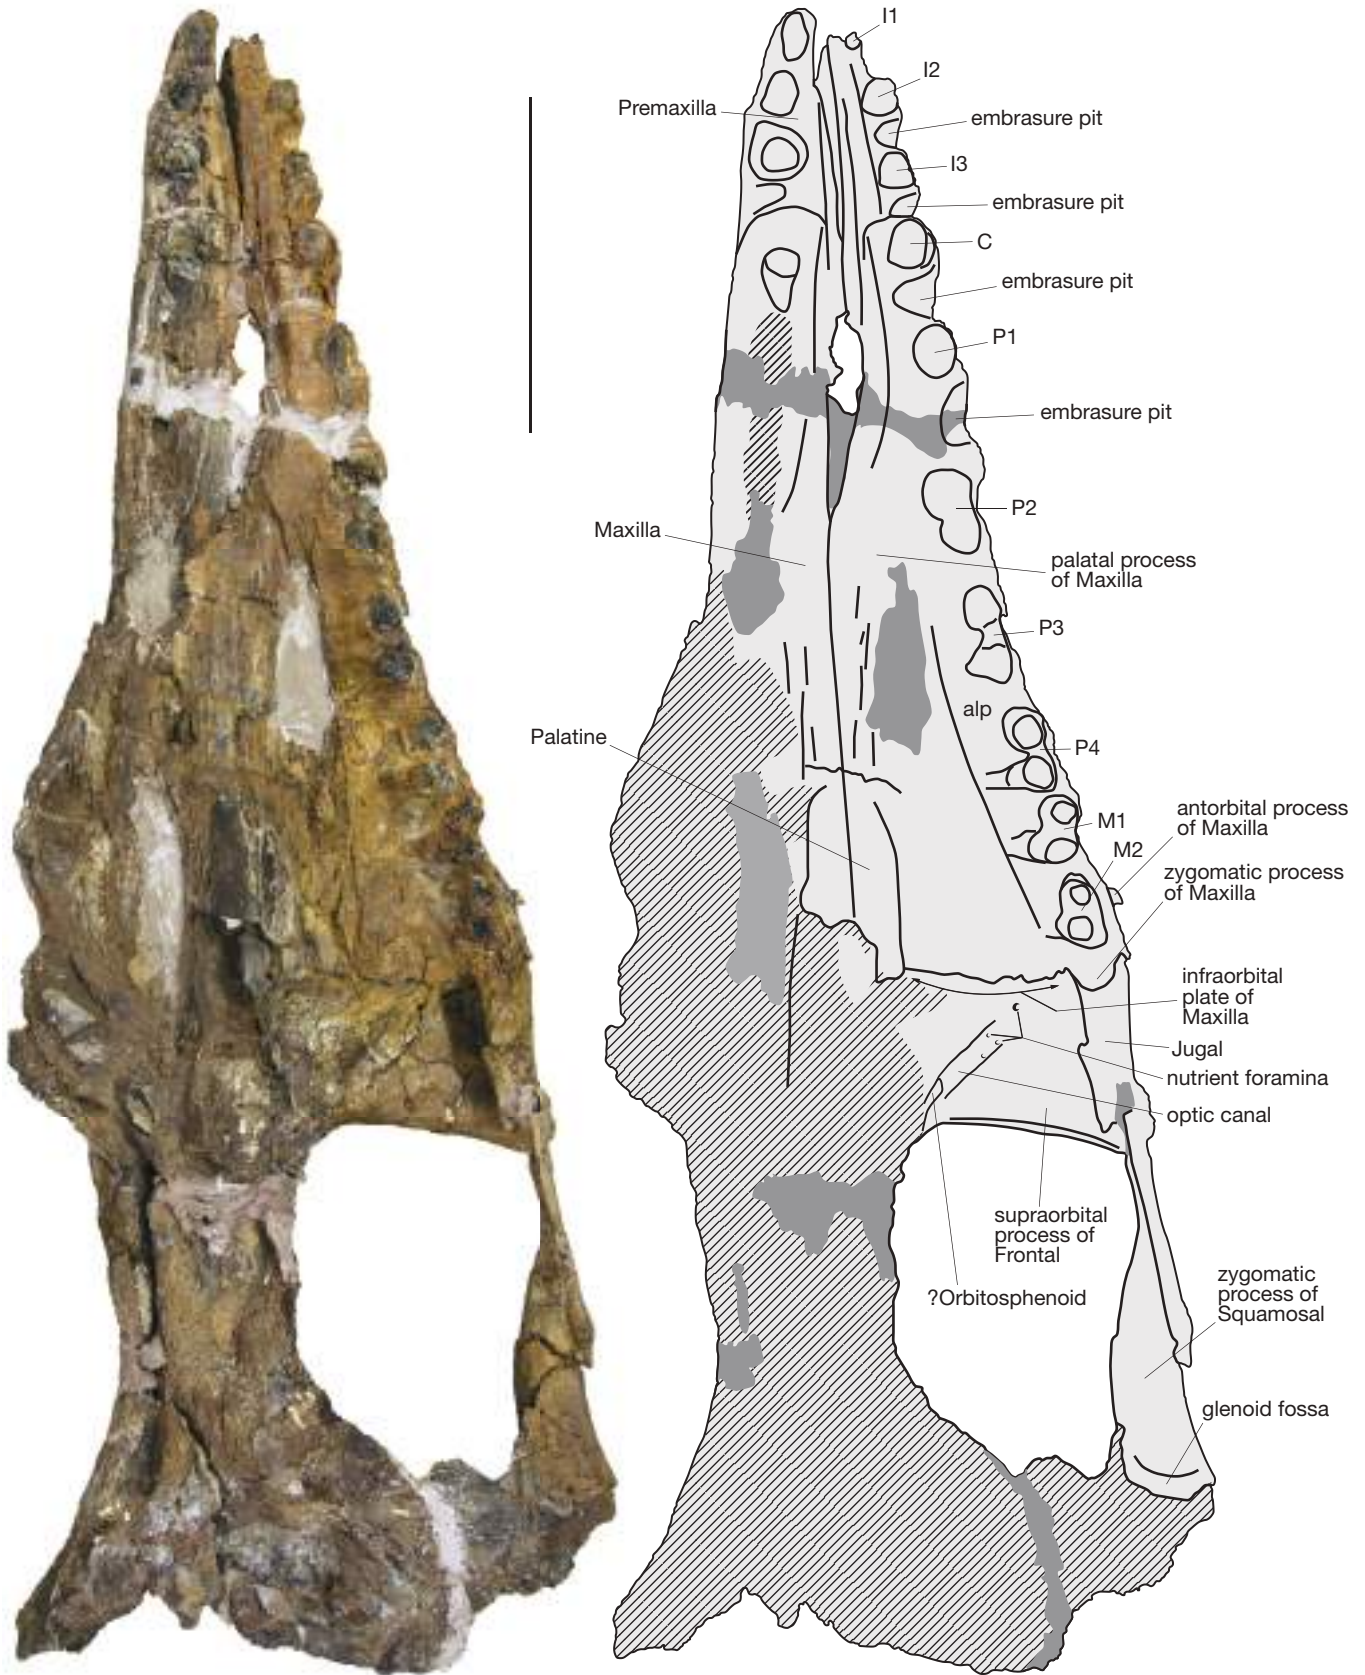 I1
I2
Premaxilla
embrasure pit
I3
embrasure pit
C
embrasure pit
P1
embrasure pit
P2
Maxilla
palatal process
of Maxilla
P3
alp
Palatine
P4
antorbital process
of Maxilla
M1
M2
zygomatic process
of Maxilla
infraorbital
plate of
Maxilla
Jugal
nutrient foramina
optic canal
supraorbital
process of
Frontal
?Orbitosphenoid
zygomatic
process of
Squamosal
glenoid fossa